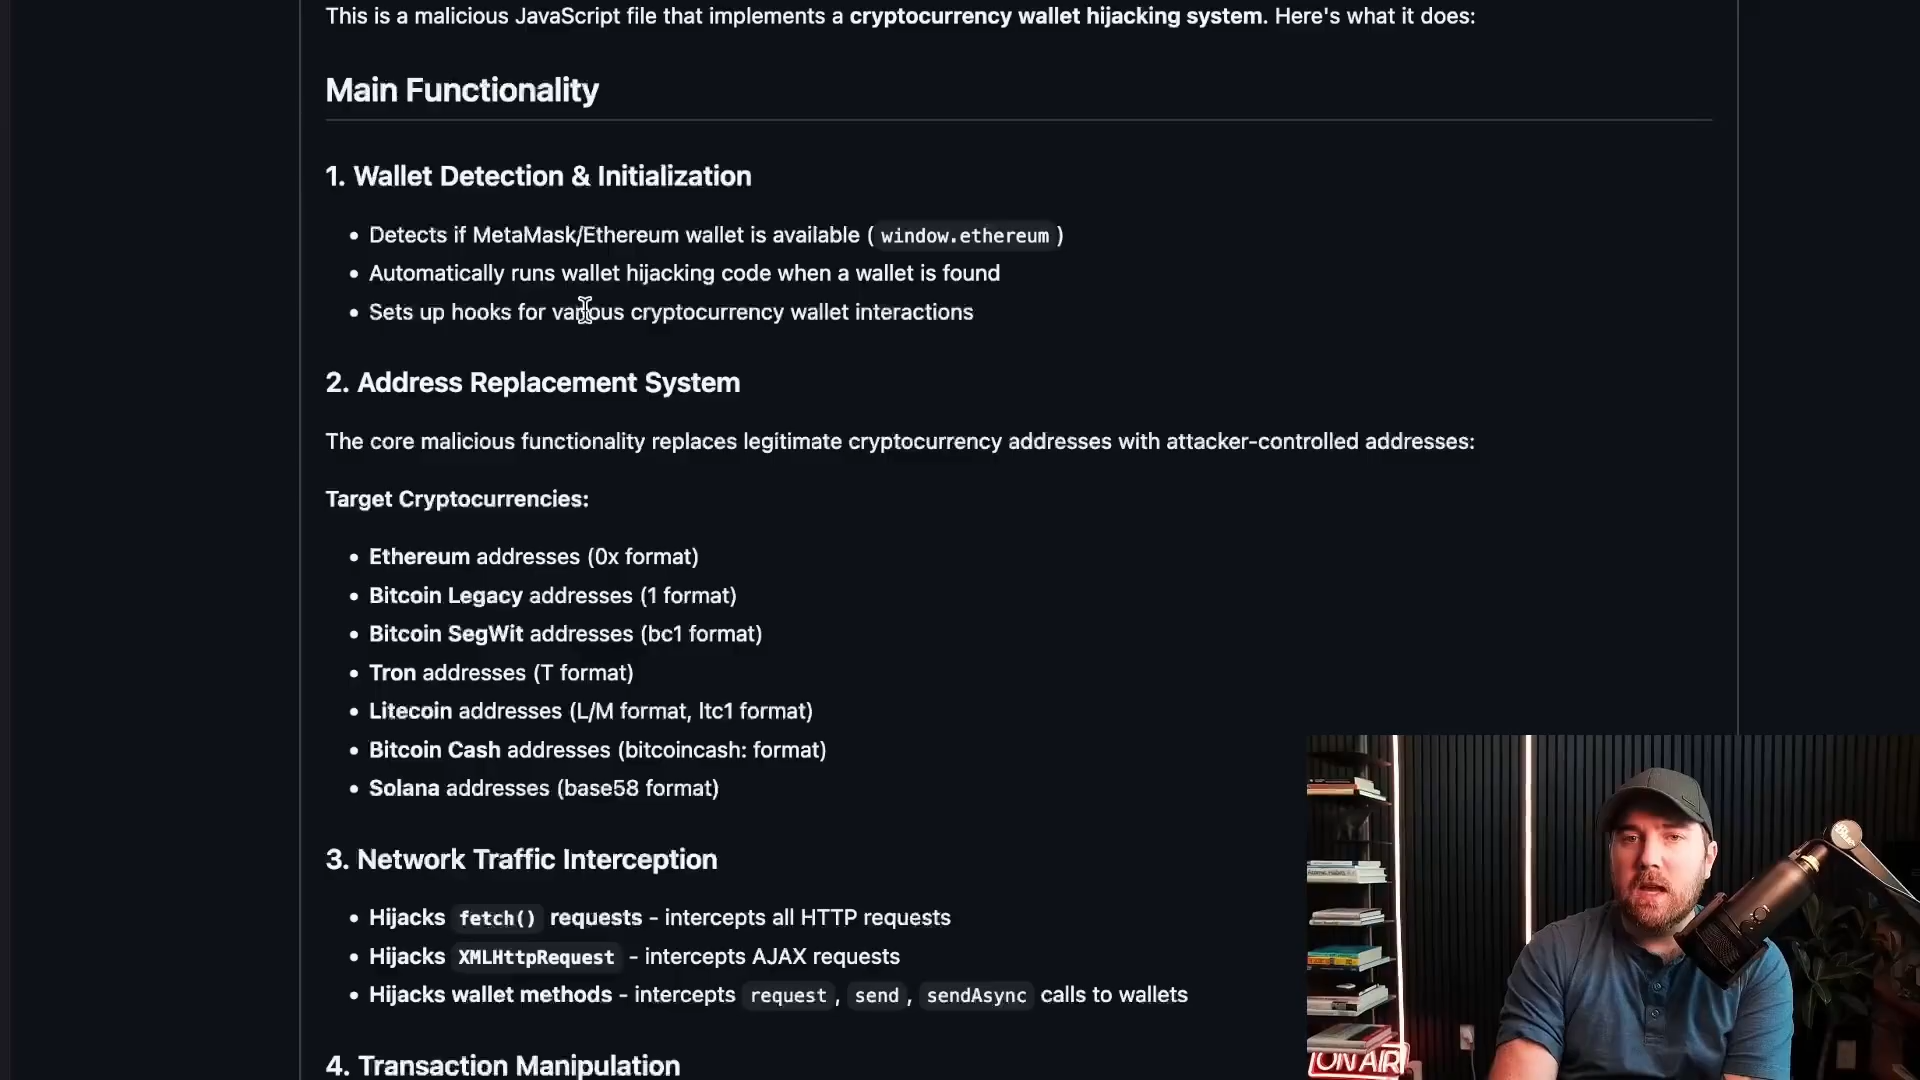 This is a malicious JavaScript file that implements a cryptocurrency wallet hijacking system. Here's what it does:
Main Functionality
1. Wallet Detection & Initialization
• Detects if MetaMask/Ethereum wallet is available ( window.ethereum )
• Automatically runs wallet hijacking code when a wallet is found
• Sets up hooks for various cryptocurrency wallet interactions
2. Address Replacement System
The core malicious functionality replaces legitimate cryptocurrency addresses with attacker-controlled addresses:
Target Cryptocurrencies:
• Ethereum addresses (0x format)
• Bitcoin Legacy addresses (1 format)
• Bitcoin SegWit addresses (bc1 format)
• Tron addresses (T format)
• Litecoin addresses (L/M format, ltc1 format)
• Bitcoin Cash addresses (bitcoincash: format)
• Solana addresses (base58 format)
3. Network Traffic Interception
• Hijacks fetch() requests - intercepts all HTTP requests
• Hijacks XMLHttpRequest - intercepts AJAX requests
• Hijacks wallet methods - intercepts request , send , sendAsync calls to wallets
4. Transaction Manipulation
Blue
ON AIR